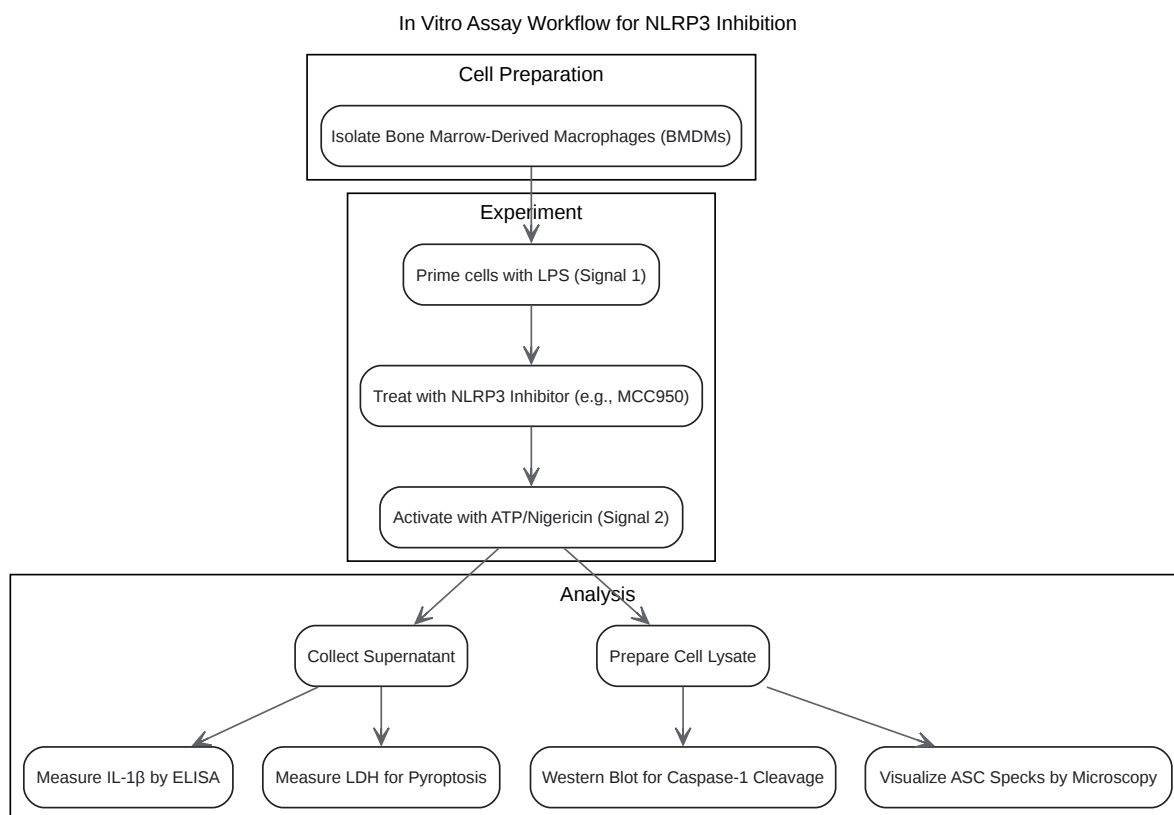 In Vitro Assay Workflow for NLRP3 Inhibition
Cell Preparation
Isolate Bone Marrow-Derived Macrophages (BMDMs)
Experiment
Prime cells with LPS (Signal 1)
Treat with NLRP3 Inhibitor (e.g., MCC950)
Activate with ATP/Nigericin (Signal 2)
Analysis
Collect Supernatant
Prepare Cell Lysate
Measure IL-1β by ELISA
Measure LDH for Pyroptosis
Western Blot for Caspase-1 Cleavage
Visualize ASC Specks by Microscopy